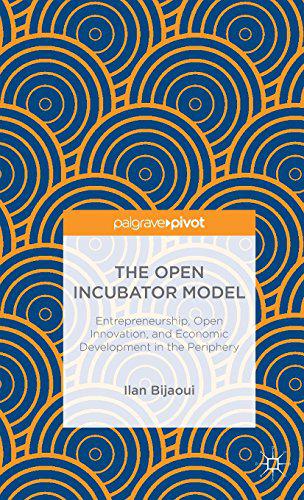 palgrave▸pivot
THE OPEN
INCUBATOR MODEL
Entrepreneurship, Open
Innovation, and Economic
Development in the Periphery
Ilan Bijaoui